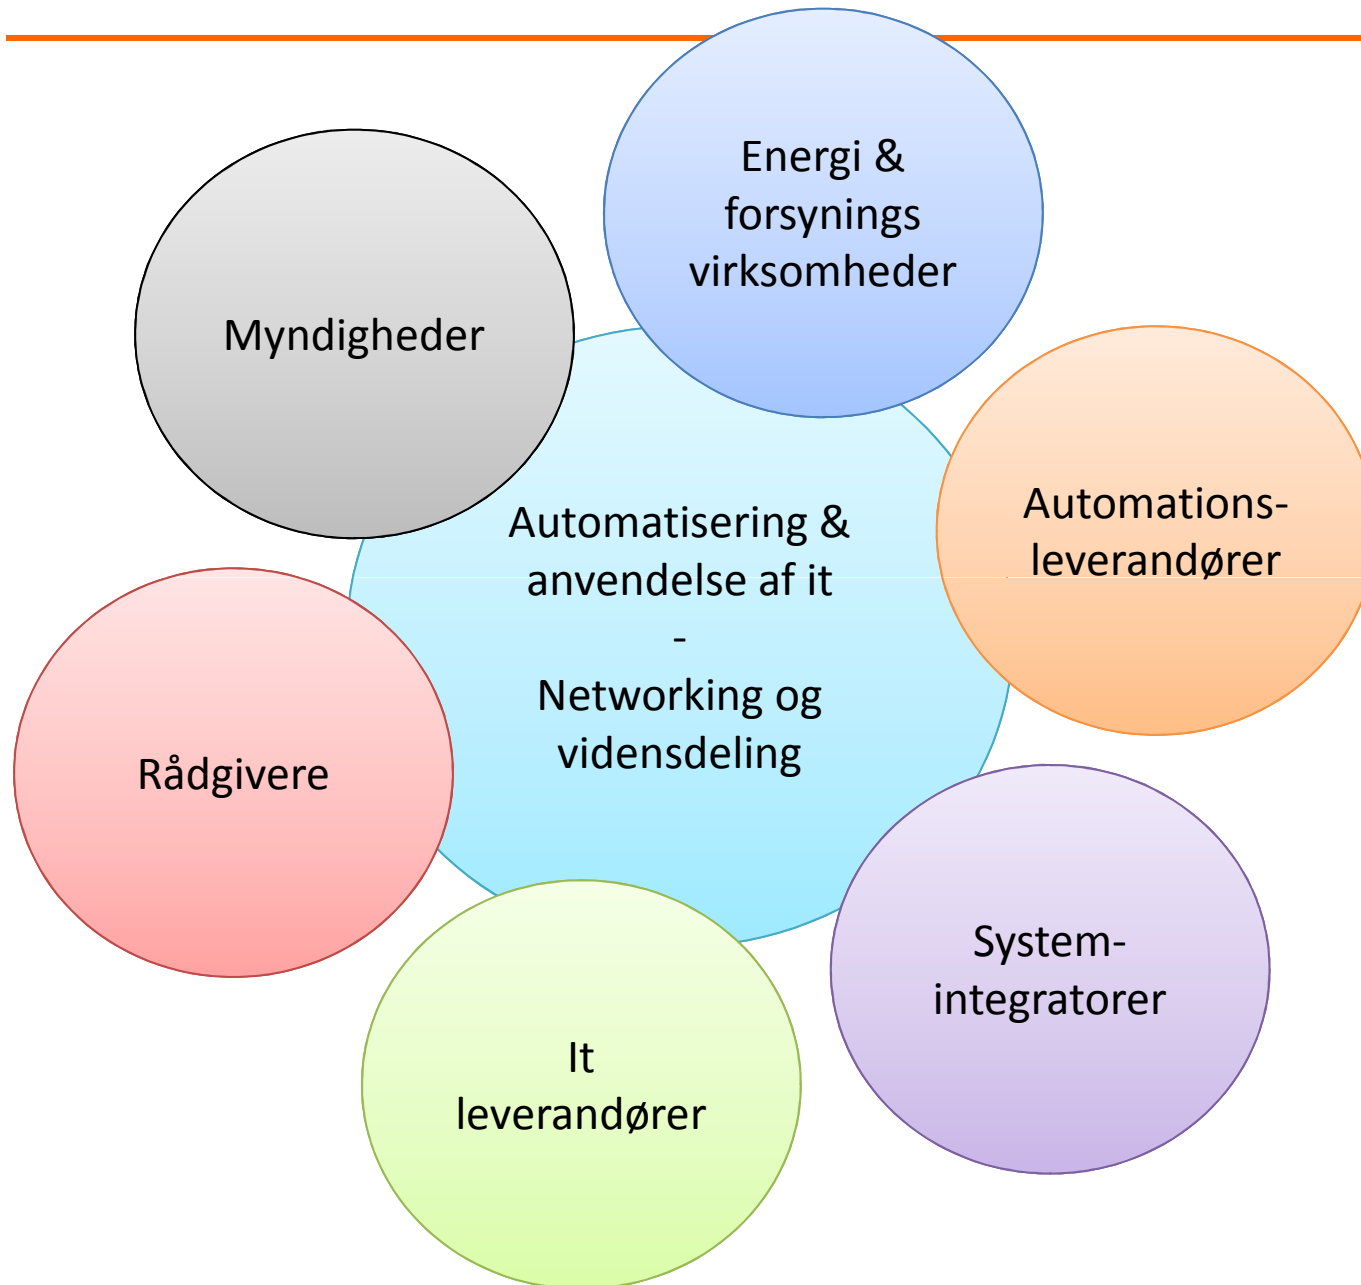 Energi &
forsynings
virksomheder
Myndigheder
Automations-
leverandører
Automatisering &
anvendelse af it
-
Networking og
vidensdeling
Rådgivere
System-
integratorer
It
leverandører